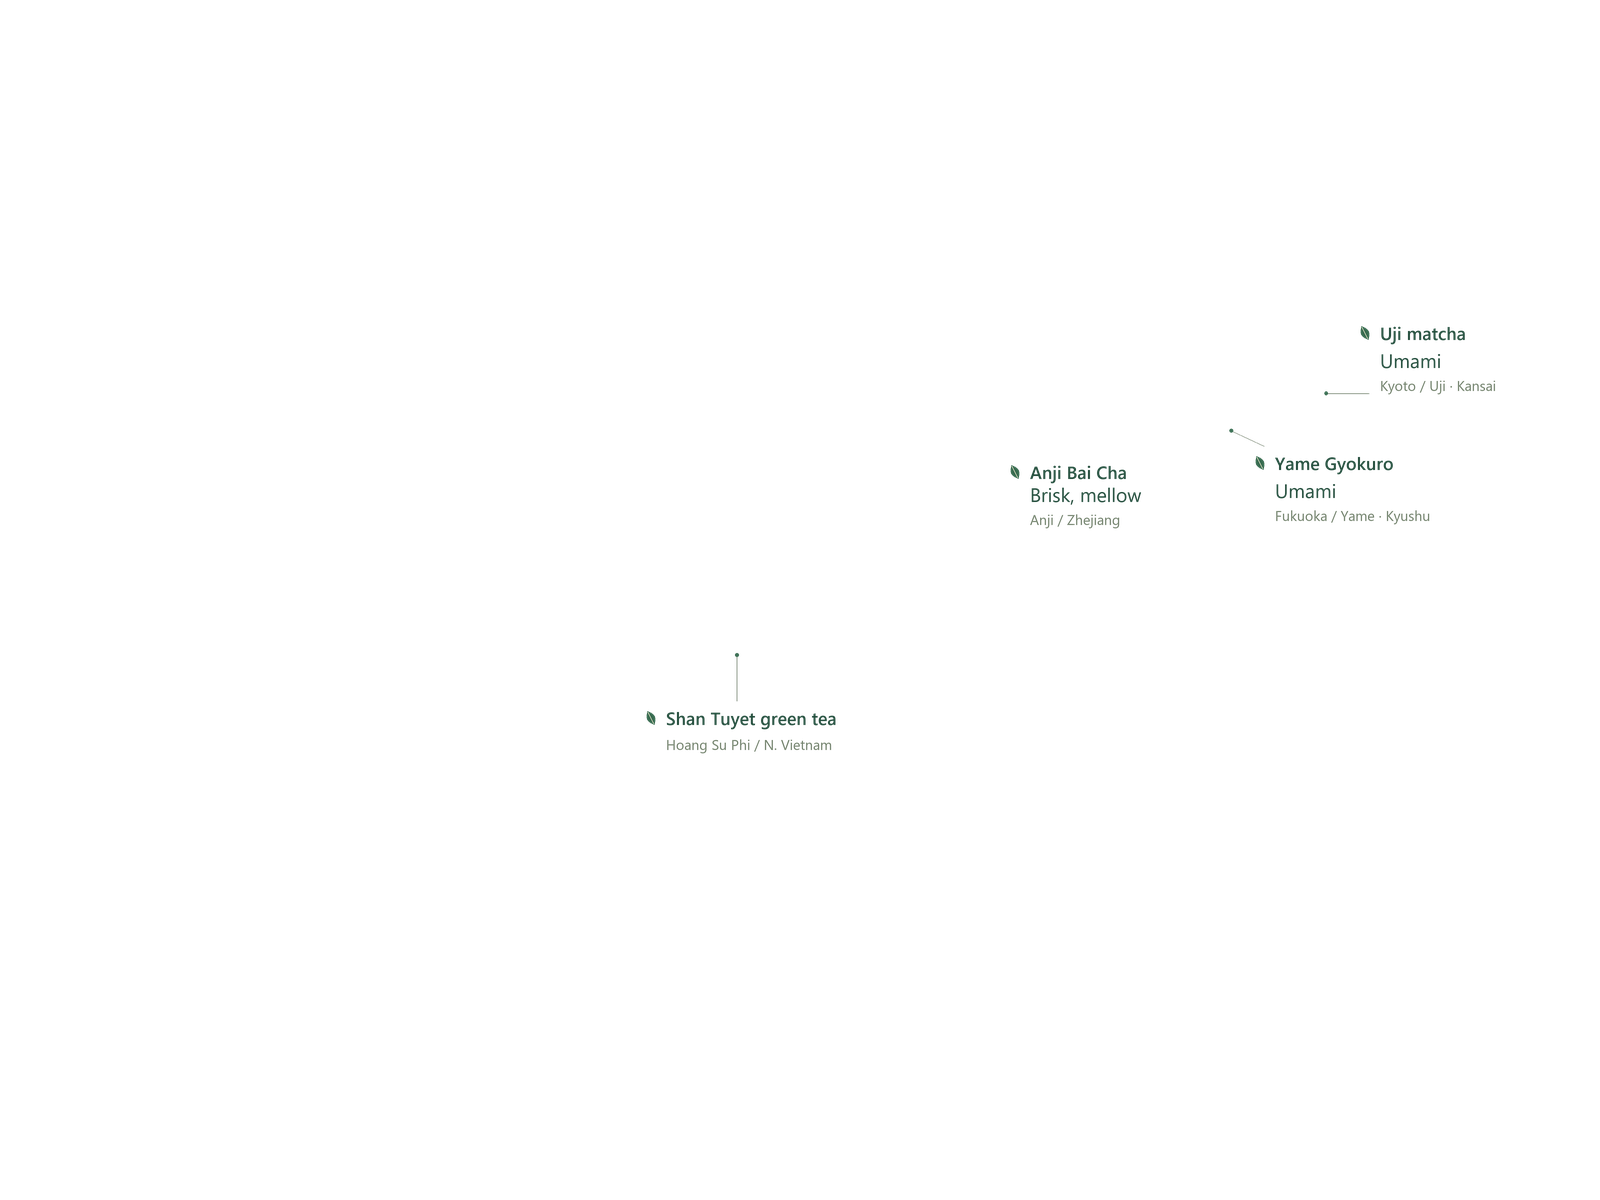 Uji matcha
Umami
Kyoto / Uji · Kansai
Yame Gyokuro
Umami
Fukuoka / Yame · Kyushu
Anji Bai Cha
Brisk, mellow
Anji / Zhejiang
Shan Tuyet green tea
Hoang Su Phi / N. Vietnam